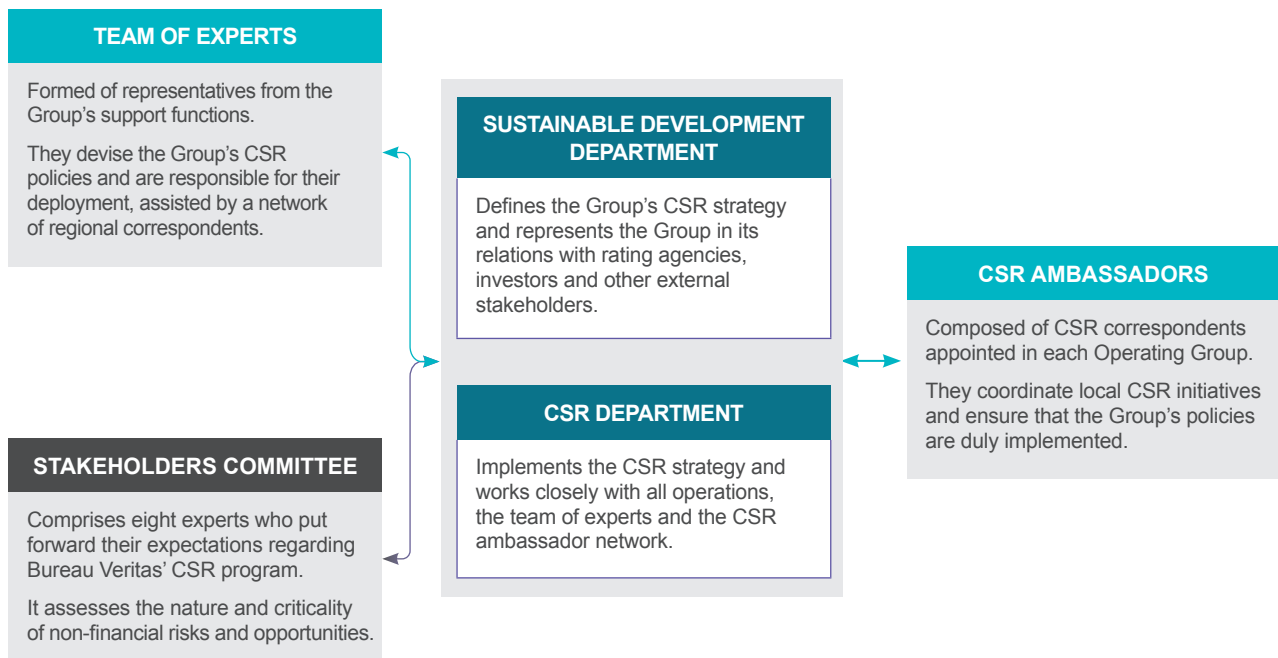 TEAM OF EXPERTS
Formed of representatives from the
Group’s support functions.
They devise the Group’s CSR
policies and are responsible for their
deployment, assisted by a network
of regional correspondents.
STAKEHOLDERS COMMITTEE
Comprises eight experts who put
forward their expectations regarding
Bureau Veritas’ CSR program.
It assesses the nature and criticality
of non-financial risks and opportunities.
SUSTAINABLE DEVELOPMENT
DEPARTMENT
Defines the Group’s CSR strategy
and represents the Group in its
relations with rating agencies,
investors and other external
stakeholders.
CSR DEPARTMENT
Implements the CSR strategy and
works closely with all operations,
the team of experts and the CSR
ambassador network.
CSR AMBASSADORS
Composed of CSR correspondents
appointed in each Operating Group.
They coordinate local CSR initiatives
and ensure that the Group’s policies
are duly implemented.